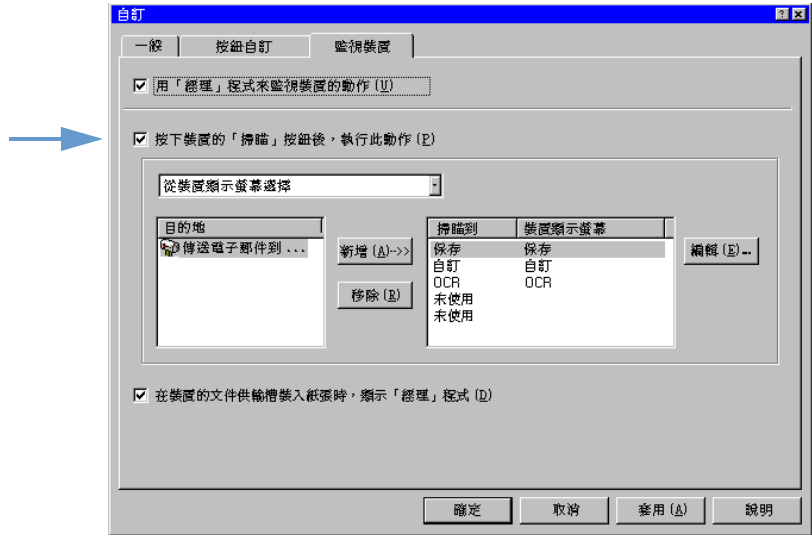 自訂
一般 按鈕自訂 監視裝置
用「經理」程式來監視裝置的動作(U)
按下裝置的「掃瞄」按鈕後，執行此動作(P)
從裝置顯示螢幕選擇
目的地
傳送電子郵件到 ...
新增(A)->>
移除(R)
掃瞄到 裝置顯示螢幕
保存 保存
自訂 自訂
OCR OCR
未使用
未使用
編輯(E)...
在裝置的文件供輸槽裝入紙張時，顯示「經理」程式(D)
確定 取消 套用(A) 說明